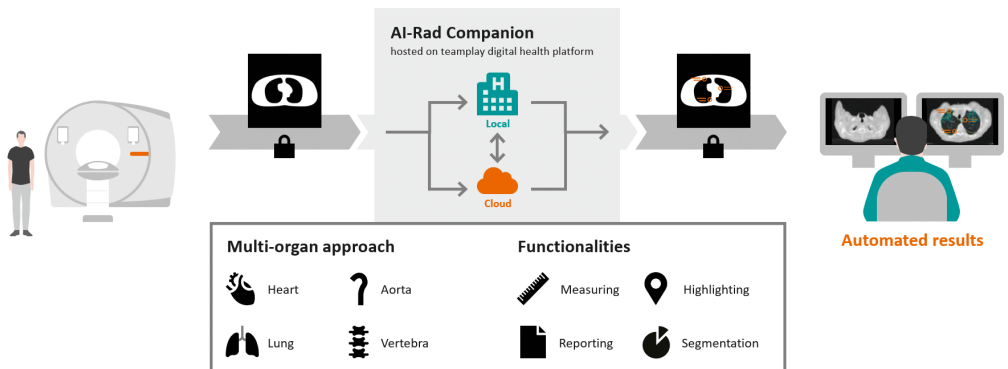 AI-Rad Companion
hosted on teamplay digital health platform
H
Local
Cloud
Automated results
Multi-organ approach
Heart
Aorta
Lung
Vertebra
Functionalities
Measuring
Highlighting
Reporting
Segmentation